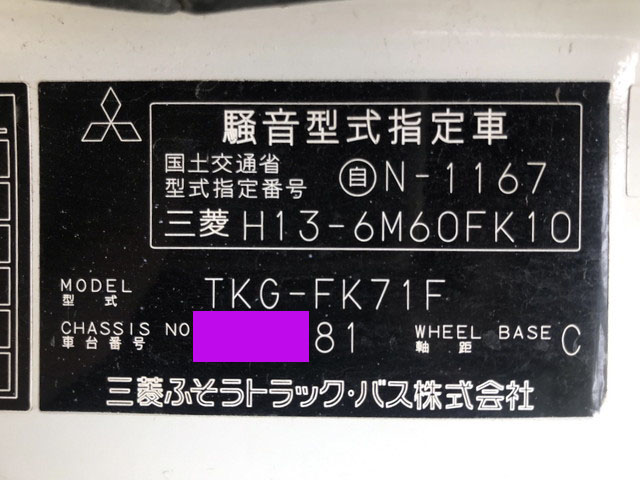 騒音型式指定車
国土交通省
型式指定番号 自N-1167
三菱 H13-6M60FK10
MODEL
型式 TKG-FK71F
CHASSIS NO 81 WHEEL BASE C
車台番号 軸距
三菱ふそうトラック・バス株式会社